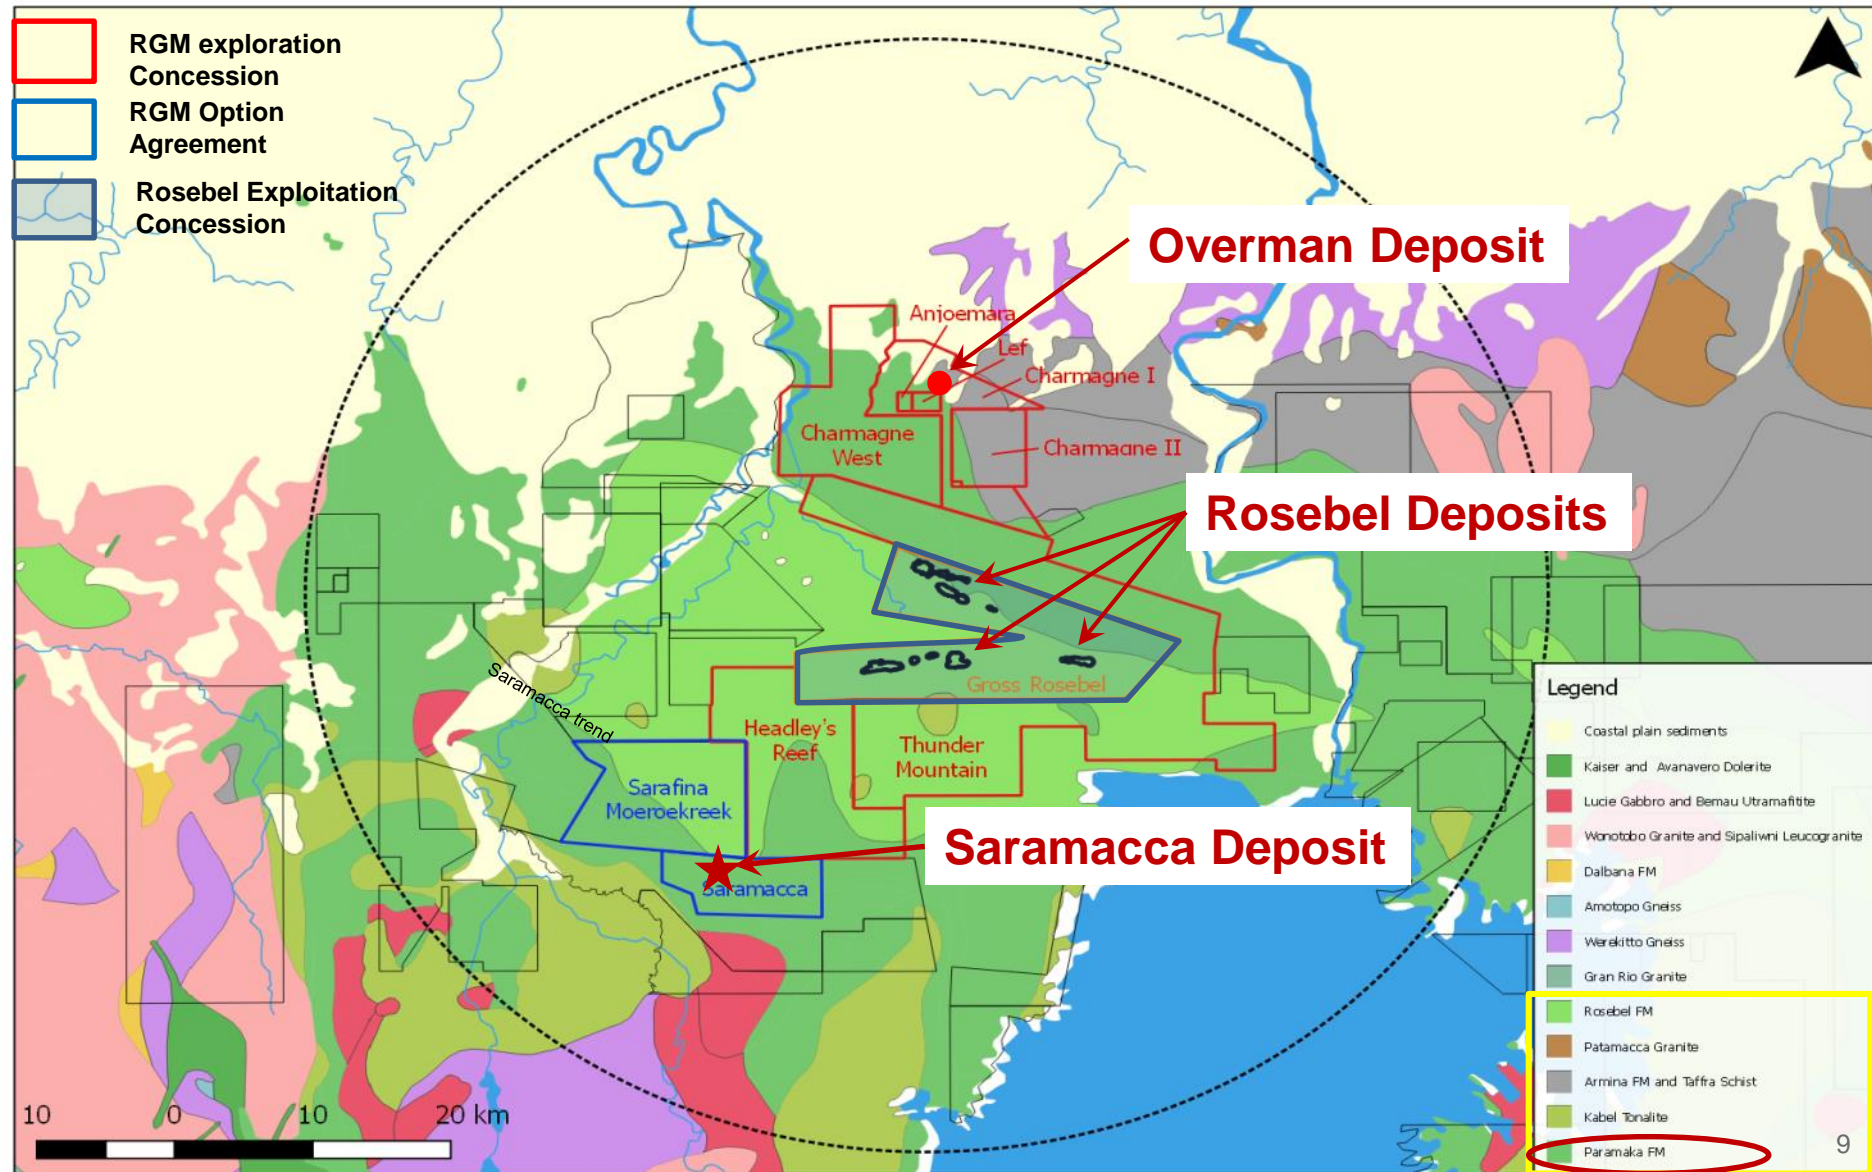 RGM exploration
Concession
RGM Option
Agreement
Rosebel Exploitation
Concession
Overman Deposit
Anjoemara
Lef
Charmagne I
Charmagne
West
Charmagne II
Rosebel Deposits
Saramacca trend
Gross Rosebel
Headley's
Reef
Thunder
Mountain
Sarafina
Moeroekreek
Saramacca Deposit
Saramacca
Legend
Coastal plain sediments
Kaiser and Avanavero Dolerite
Lucie Gabbro and Bemau Utramafitite
Wonotobo Granite and Sipaliwni Leucogranite
Dalbana FM
Amotopo Gneiss
Werekitto Gneiss
Gran Rio Granite
Rosebel FM
Patamacca Granite
Armina FM and Taffra Schist
Kabel Tonalite
Paramaka FM
10 0 10 20 km
9